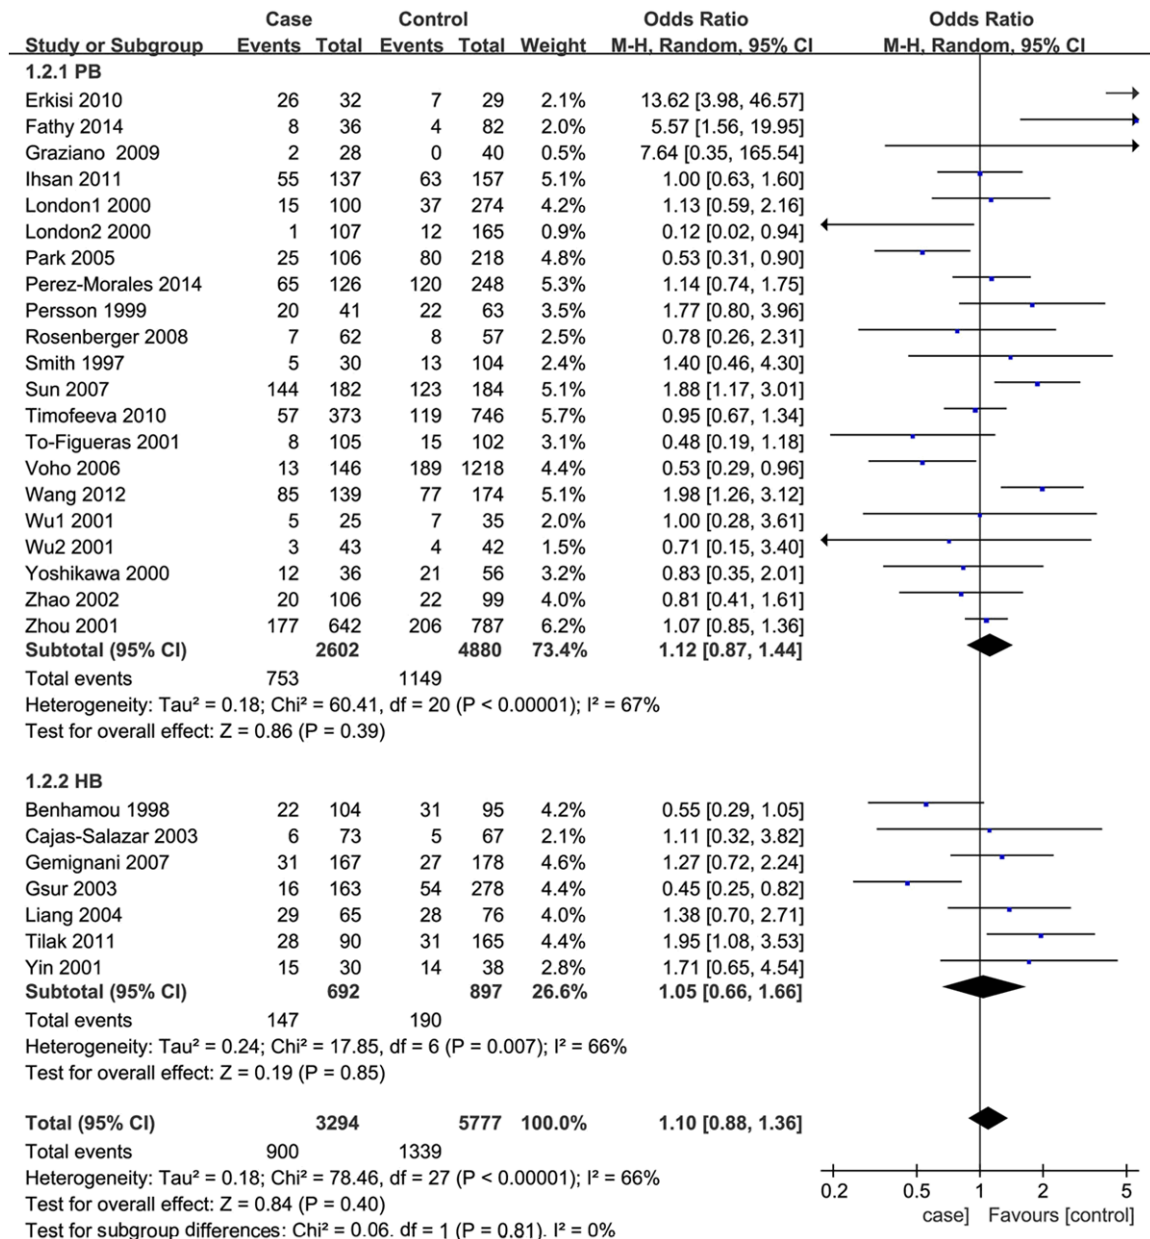 Case Control Odds Ratio Odds Ratio
Study or Subgroup Events Total Events Total Weight M-H, Random, 95% CI M-H, Random, 95% CI
1.2.1 PB
Erkisi 2010 26 32 7 29 2.1% 13.62 [3.98, 46.57]
Fathy 2014 8 36 4 82 2.0% 5.57 [1.56, 19.95]
Graziano 2009 2 28 0 40 0.5% 7.64 [0.35, 165.54]
Ihsan 2011 55 137 63 157 5.1% 1.00 [0.63, 1.60]
London1 2000 15 100 37 274 4.2% 1.13 [0.59, 2.16]
London2 2000 1 107 12 165 0.9% 0.12 [0.02, 0.94]
Park 2005 25 106 80 218 4.8% 0.53 [0.31, 0.90]
Perez-Morales 2014 65 126 120 248 5.3% 1.14 [0.74, 1.75]
Persson 1999 20 41 22 63 3.5% 1.77 [0.80, 3.96]
Rosenberger 2008 7 62 8 57 2.5% 0.78 [0.26, 2.31]
Smith 1997 5 30 13 104 2.4% 1.40 [0.46, 4.30]
Sun 2007 144 182 123 184 5.1% 1.88 [1.17, 3.01]
Timofeeva 2010 57 373 119 746 5.7% 0.95 [0.67, 1.34]
To-Figueras 2001 8 105 15 102 3.1% 0.48 [0.19, 1.18]
Voho 2006 13 146 189 1218 4.4% 0.53 [0.29, 0.96]
Wang 2012 85 139 77 174 5.1% 1.98 [1.26, 3.12]
Wu1 2001 5 25 7 35 2.0% 1.00 [0.28, 3.61]
Wu2 2001 3 43 4 42 1.5% 0.71 [0.15, 3.40]
Yoshikawa 2000 12 36 21 56 3.2% 0.83 [0.35, 2.01]
Zhao 2002 20 106 22 99 4.0% 0.81 [0.41, 1.61]
Zhou 2001 177 642 206 787 6.2% 1.07 [0.85, 1.36]
Subtotal (95% CI) 2602 4880 73.4% 1.12 [0.87, 1.44]
Total events 753 1149
Heterogeneity: Tau² = 0.18; Chi² = 60.41, df = 20 (P < 0.00001); I² = 67%
Test for overall effect: Z = 0.86 (P = 0.39)
1.2.2 HB
Benhamou 1998 22 104 31 95 4.2% 0.55 [0.29, 1.05]
Cajas-Salazar 2003 6 73 5 67 2.1% 1.11 [0.32, 3.82]
Gemignani 2007 31 167 27 178 4.6% 1.27 [0.72, 2.24]
Gsur 2003 16 163 54 278 4.4% 0.45 [0.25, 0.82]
Liang 2004 29 65 28 76 4.0% 1.38 [0.70, 2.71]
Tilak 2011 28 90 31 165 4.4% 1.95 [1.08, 3.53]
Yin 2001 15 30 14 38 2.8% 1.71 [0.65, 4.54]
Subtotal (95% CI) 692 897 26.6% 1.05 [0.66, 1.66]
Total events 147 190
Heterogeneity: Tau² = 0.24; Chi² = 17.85, df = 6 (P = 0.007); I² = 66%
Test for overall effect: Z = 0.19 (P = 0.85)
Total (95% CI) 3294 5777 100.0% 1.10 [0.88, 1.36]
Total events 900 1339
Heterogeneity: Tau² = 0.18; Chi² = 78.46, df = 27 (P < 0.00001); I² = 66%
Test for overall effect: Z = 0.84 (P = 0.40)
Test for subgroup differences: Chi² = 0.06. df = 1 (P = 0.81). I² = 0%
0.2 0.5 1 2 5
case] Favours [control]